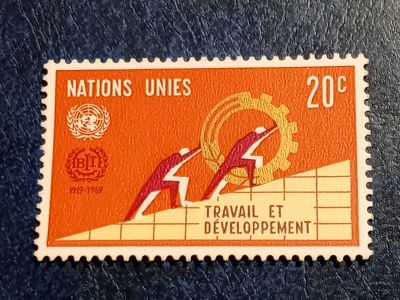 NATIONS UNIES
20c
BIT
1919-1969
TRAVAIL ET
DÉVELOPPEMENT